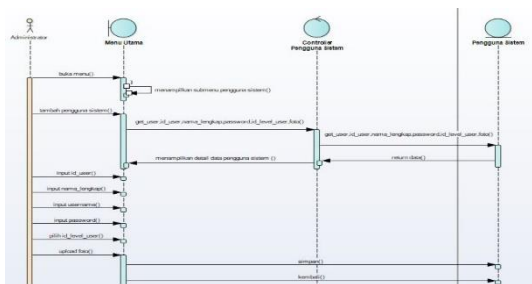 Administrator
Menu Utama
Controller
Pengguna Sistem
Pengguna Sistem
buka menu()
menampilkan submenu pengguna sistem()
tambah pengguna sistem()
get_user.id_user.nama_lengkap.password.id_level_user.foto()
get_user.id_user.nama_lengkap.password.id_level_user.foto()
menampilkan detail data pengguna sistem ()
return data()
input id_user()
input nama_lengkap()
input username()
input password()
pilih id_level_user()
upload foto()
simpan()
kembali()